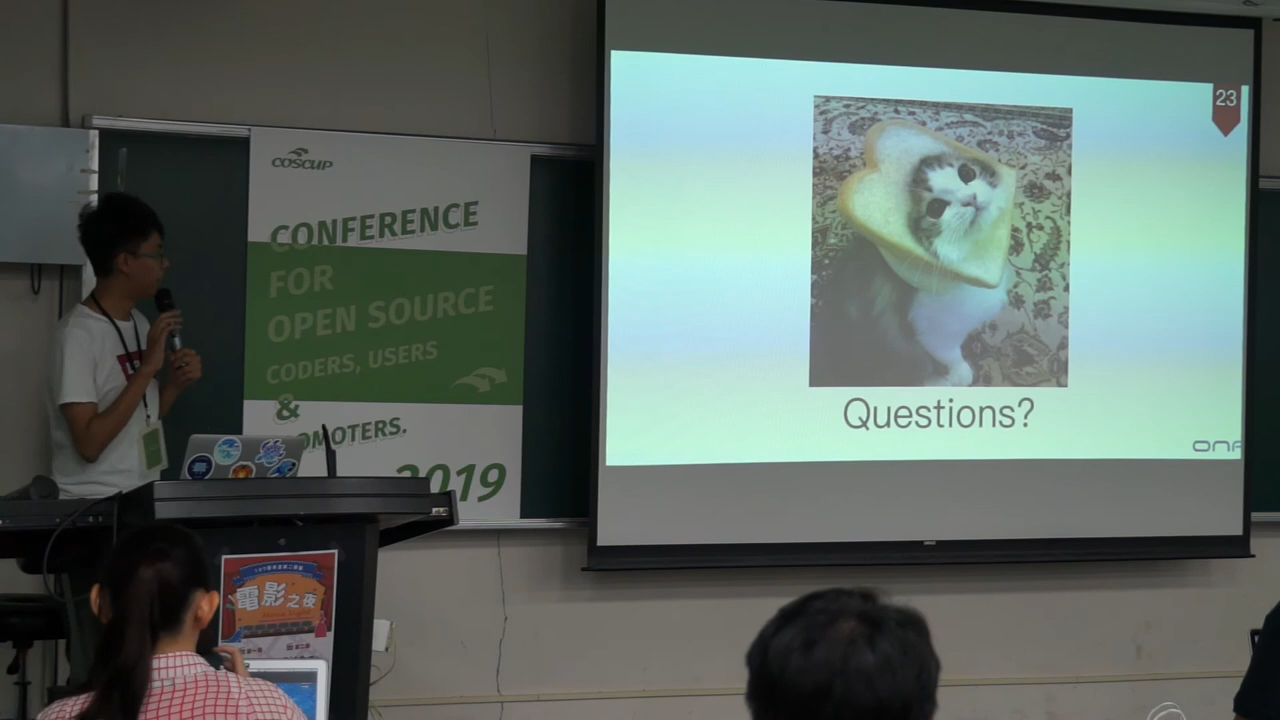 COSCUP
CONFERENCE
FOR
OPEN SOURCE
CODERS, USERS
&
OMOTERS.
2019
23
Questions?
電影之夜